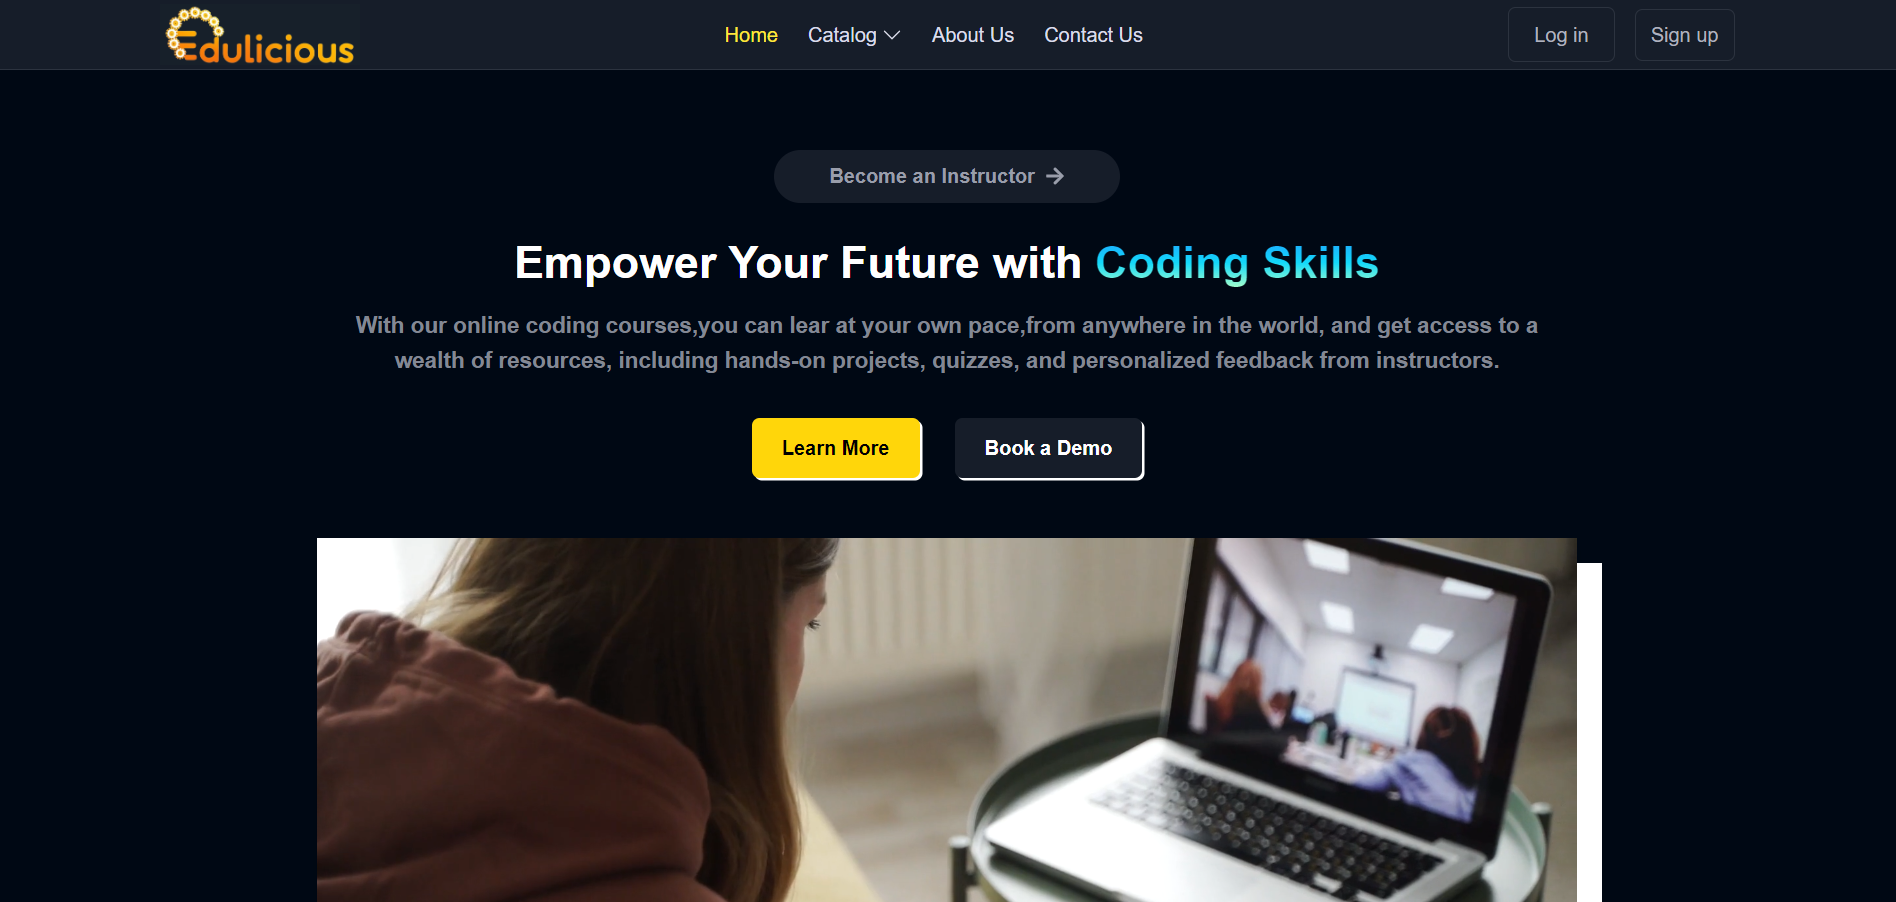 Edulicious
Home Catalog About Us Contact Us
Log in Sign up
Become an Instructor
Empower Your Future with Coding Skills
With our online coding courses,you can lear at your own pace,from anywhere in the world, and get access to a
wealth of resources, including hands-on projects, quizzes, and personalized feedback from instructors.
Learn More Book a Demo